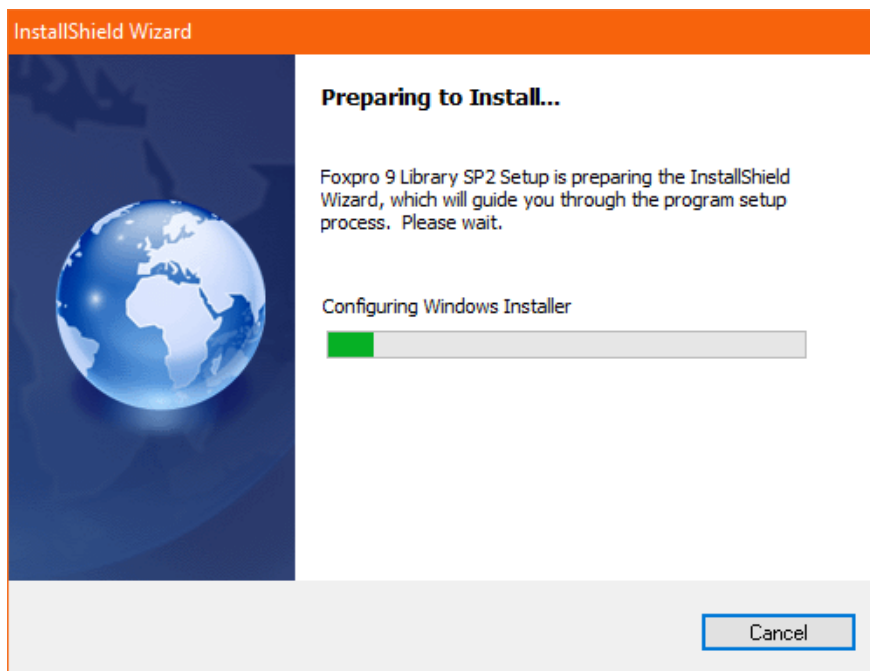 InstallShield Wizard
Preparing to Install...
Foxpro 9 Library SP2 Setup is preparing the InstallShield
Wizard, which will guide you through the program setup
process.  Please wait.
Configuring Windows Installer
Cancel